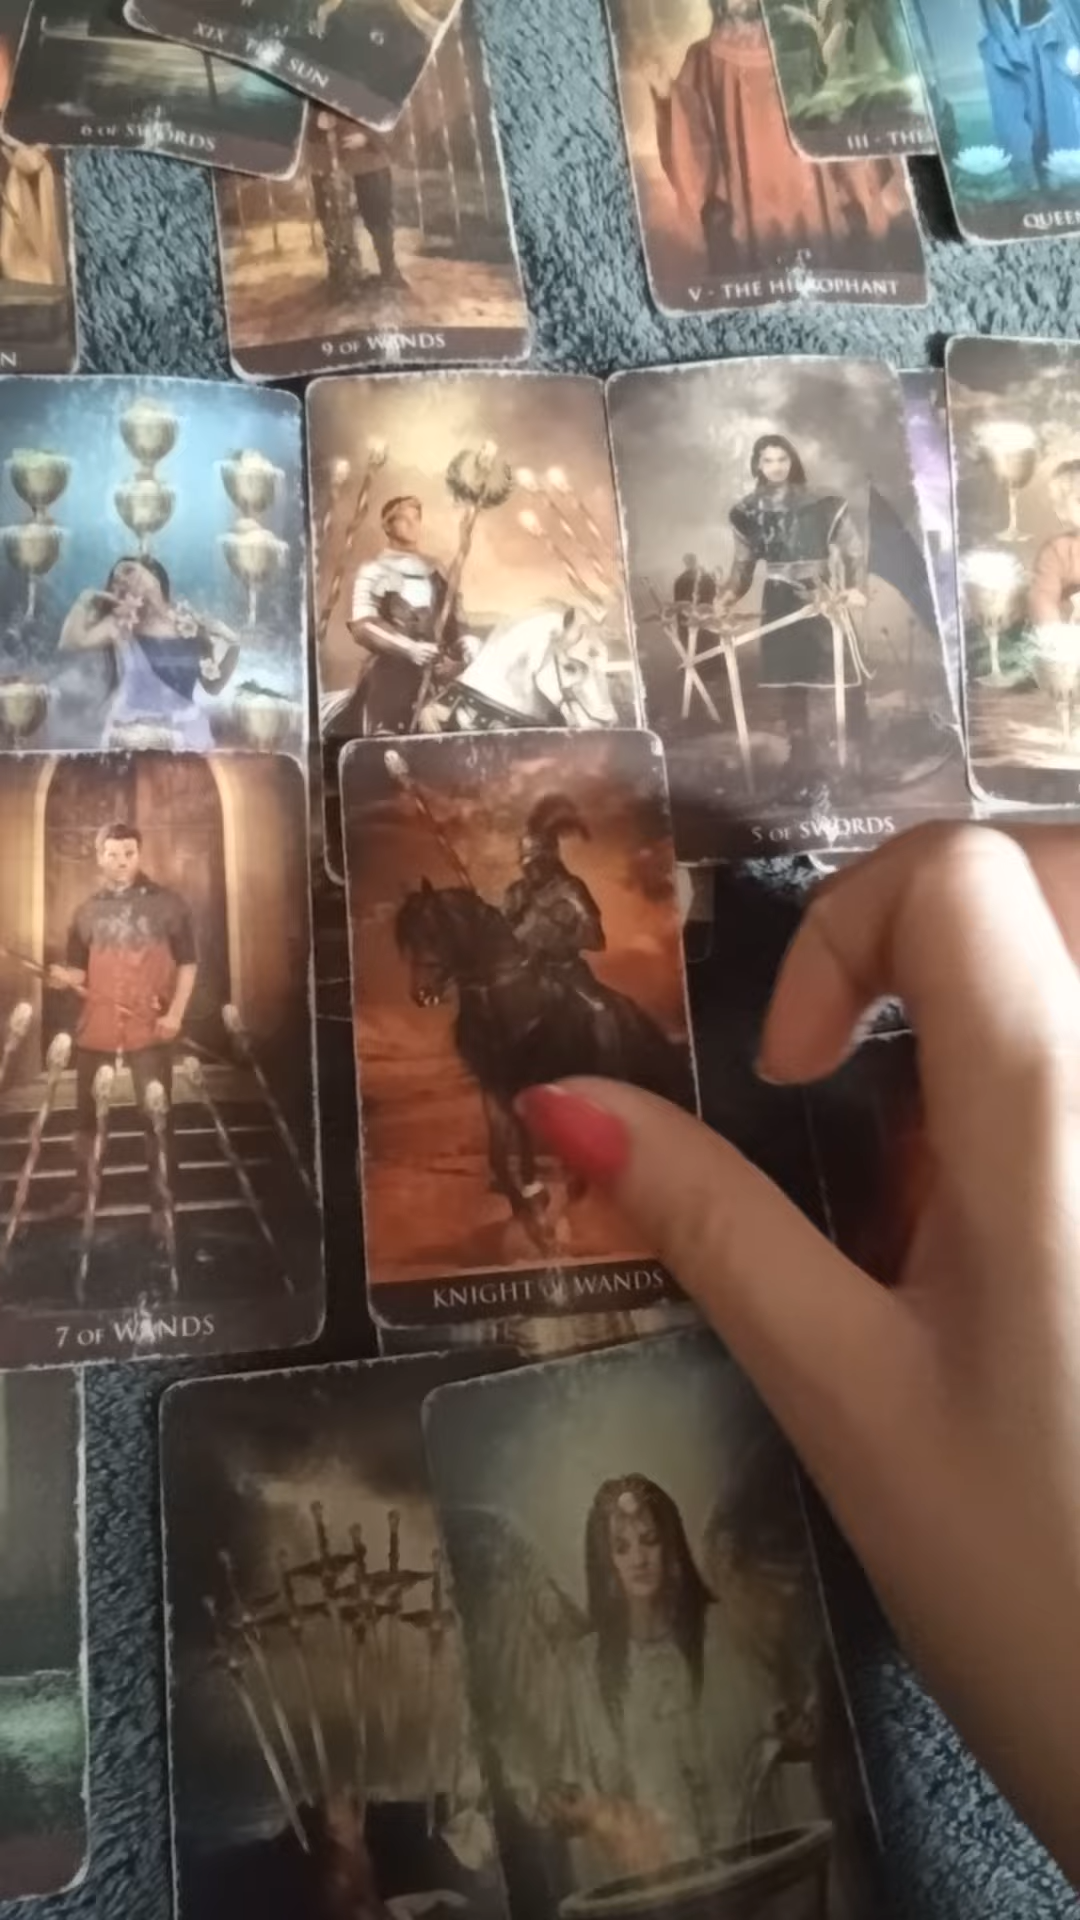 XIX - THE SUN
6 OF SWORDS
III - THE
QUEEN
V - THE HIEROPHANT
9 OF WANDS
N
5 OF SWORDS
KNIGHT OF WANDS
7 OF WANDS